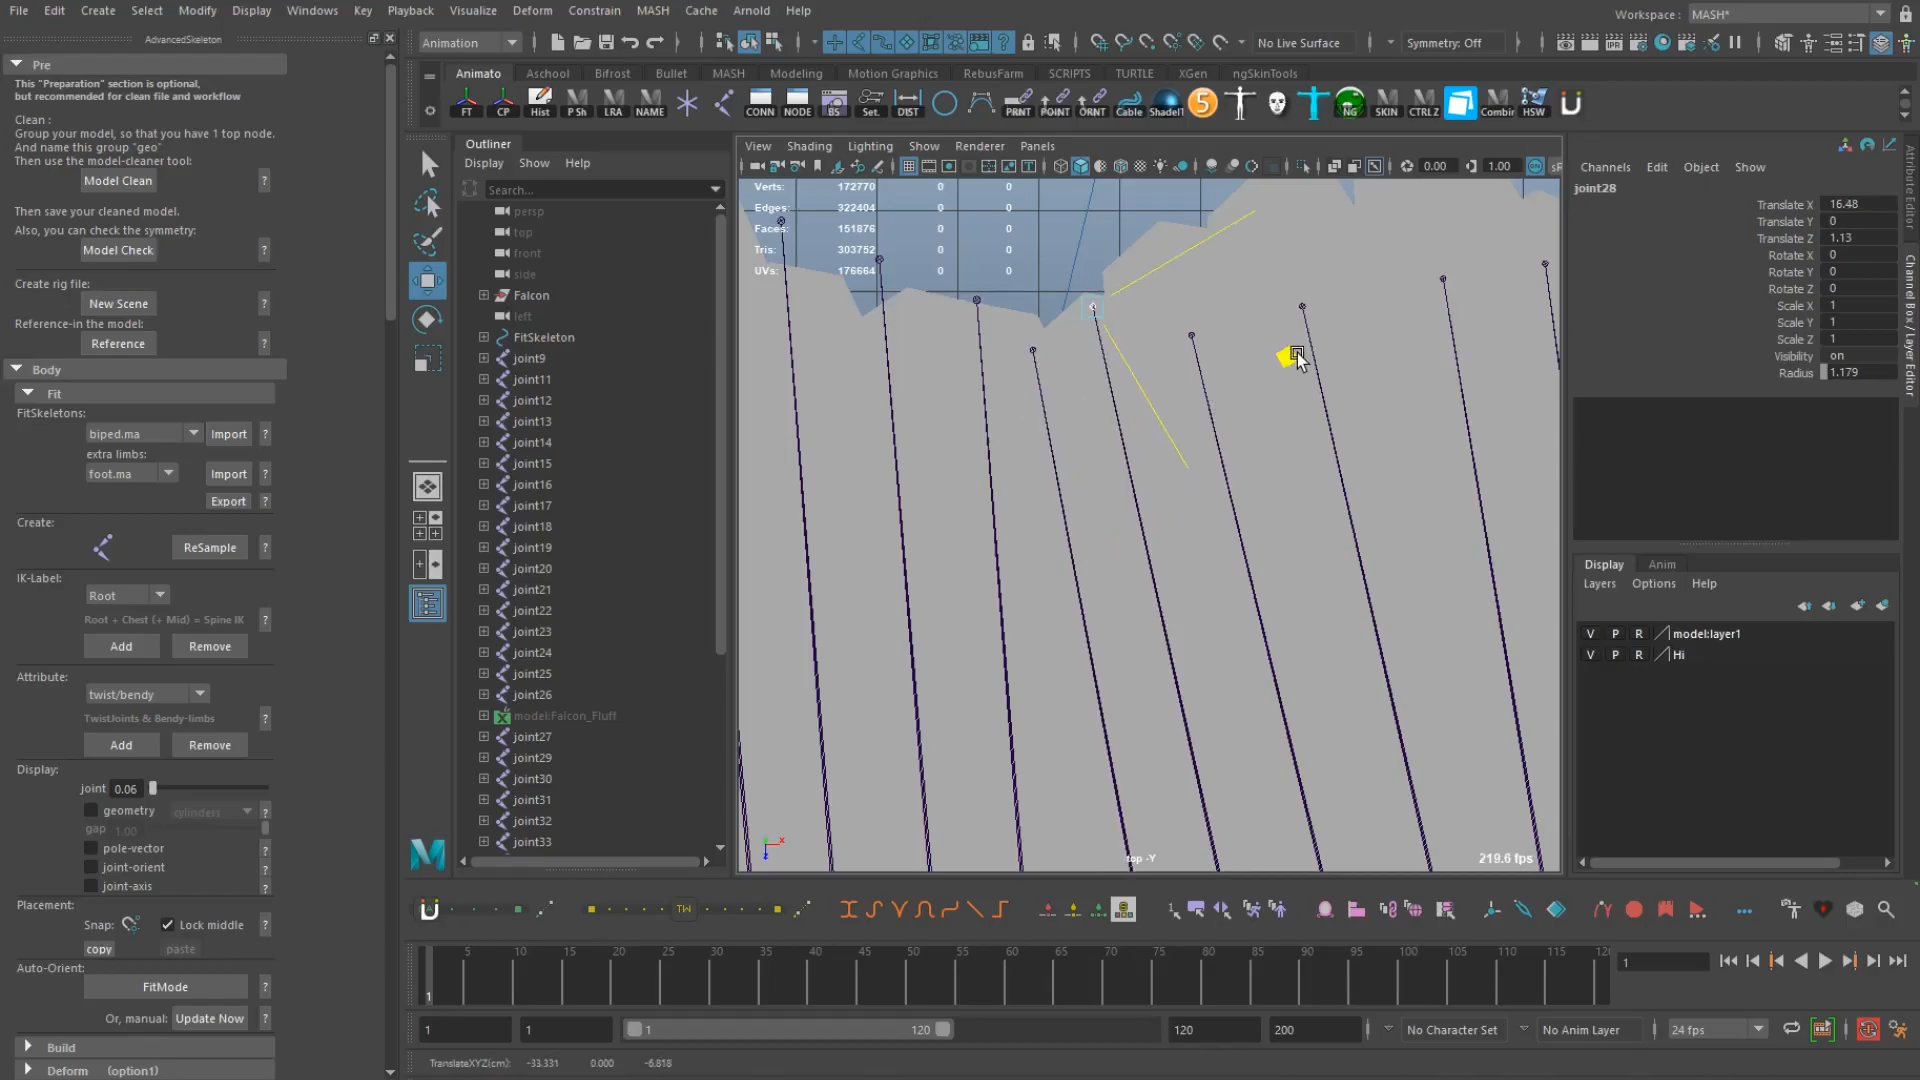 File Edit Create Select Modify Display Windows Key Playback Visualize Deform Constrain MASH Cache Arnold Help
Workspace : MASH*
AdvancedSkeleton
Animation
No Live Surface
Symmetry: Off
Pre
This "Preparation" section is optional,
but recommended for clean file and workflow
Clean :
Group your model, so that you have 1 top node.
And name this group "geo"
Then use the model-cleaner tool:
Model Clean ?
Then save your cleaned model.
Also, you can check the symmetry:
Model Check ?
Create rig file:
New Scene ?
Reference-in the model:
Reference ?
Body
Fit
FitSkeletons:
biped.ma Import ?
extra limbs:
foot.ma Import ?
Export ?
Create:
ReSample ?
IK-Label:
Root
Root + Chest (+ Mid) = Spine IK ?
Add Remove
Attribute:
twist/bendy
TwistJoints & Bendy-limbs ?
Add Remove
Display:
joint 0.06
geometry cylinders ?
gap 1.00
pole-vector ?
joint-orient ?
joint-axis ?
Placement:
Snap: Lock middle ?
copy paste
Auto-Orient:
FitMode ?
Or, manual: Update Now ?
Build
Deform (option1)
Animato Aschool Bifrost Bullet MASH Modeling Motion Graphics RebusFarm SCRIPTS TURTLE XGen ngSkinTools
FT CP Hist P Sh LRA NAME CONN NODE BS Set. DIST PRNT POINT ORNT Cable Shadel1 5 NG SKIN CTRLZ Combir HSW
Outliner
Display Show Help
Search...
persp
top
front
side
Falcon
left
FitSkeleton
joint9
joint11
joint12
joint13
joint14
joint15
joint16
joint17
joint18
joint19
joint20
joint21
joint22
joint23
joint24
joint25
joint26
model:Falcon_Fluff
joint27
joint29
joint30
joint31
joint32
joint33
View Shading Lighting Show Renderer Panels
0.00 1.00
Verts: 172770 0 0
Edges: 322404 0 0
Faces: 151876 0 0
Tris: 303752 0 0
UVs: 176664 0 0
top -Y
219.6 fps
Channels Edit Object Show
joint28
Translate X 16.48
Translate Y 0
Translate Z 1.13
Rotate X 0
Rotate Y 0
Rotate Z 0
Scale X 1
Scale Y 1
Scale Z 1
Visibility on
Radius 1.179
Attribute Editor
Channel Box / Layer Editor
Display Anim
Layers Options Help
V P R model:layer1
V P R Hi
TW
5 10 15 20 25 30 35 40 45 50 55 60 65 70 75 80 85 90 95 100 105 110 115 12
1
1
1 1 1 120 120 200
No Character Set
No Anim Layer
24 fps
TranslateXYZ(cm): -33.331 0.000 -6.818